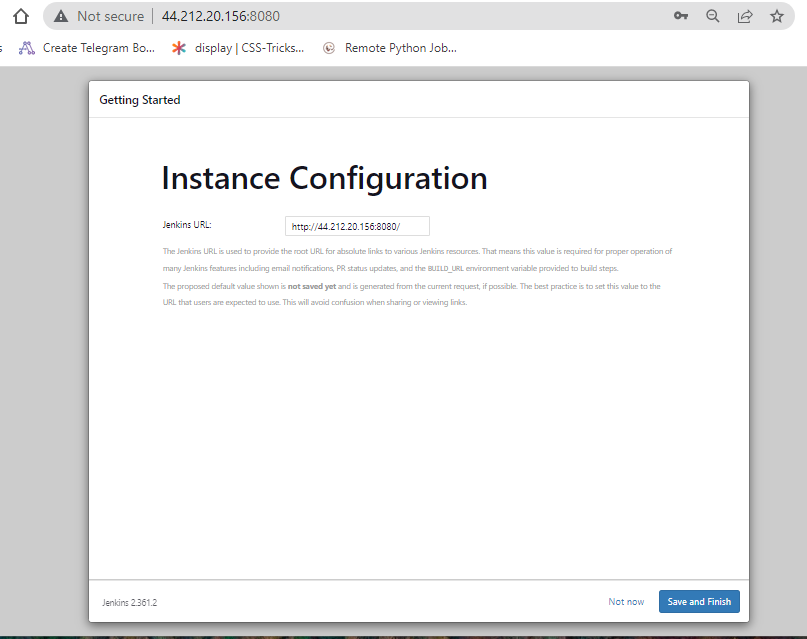 Not secure | 44.212.20.156:8080
Create Telegram Bo... display | CSS-Tricks... Remote Python Job...
Getting Started
Instance Configuration
Jenkins URL: http://44.212.20.156:8080/
The Jenkins URL is used to provide the root URL for absolute links to various Jenkins resources. That means this value is required for proper operation of
many Jenkins features including email notifications, PR status updates, and the BUILD_URL environment variable provided to build steps.
The proposed default value shown is not saved yet and is generated from the current request, if possible. The best practice is to set this value to the
URL that users are expected to use. This will avoid confusion when sharing or viewing links.
Jenkins 2.361.2 Not now Save and Finish